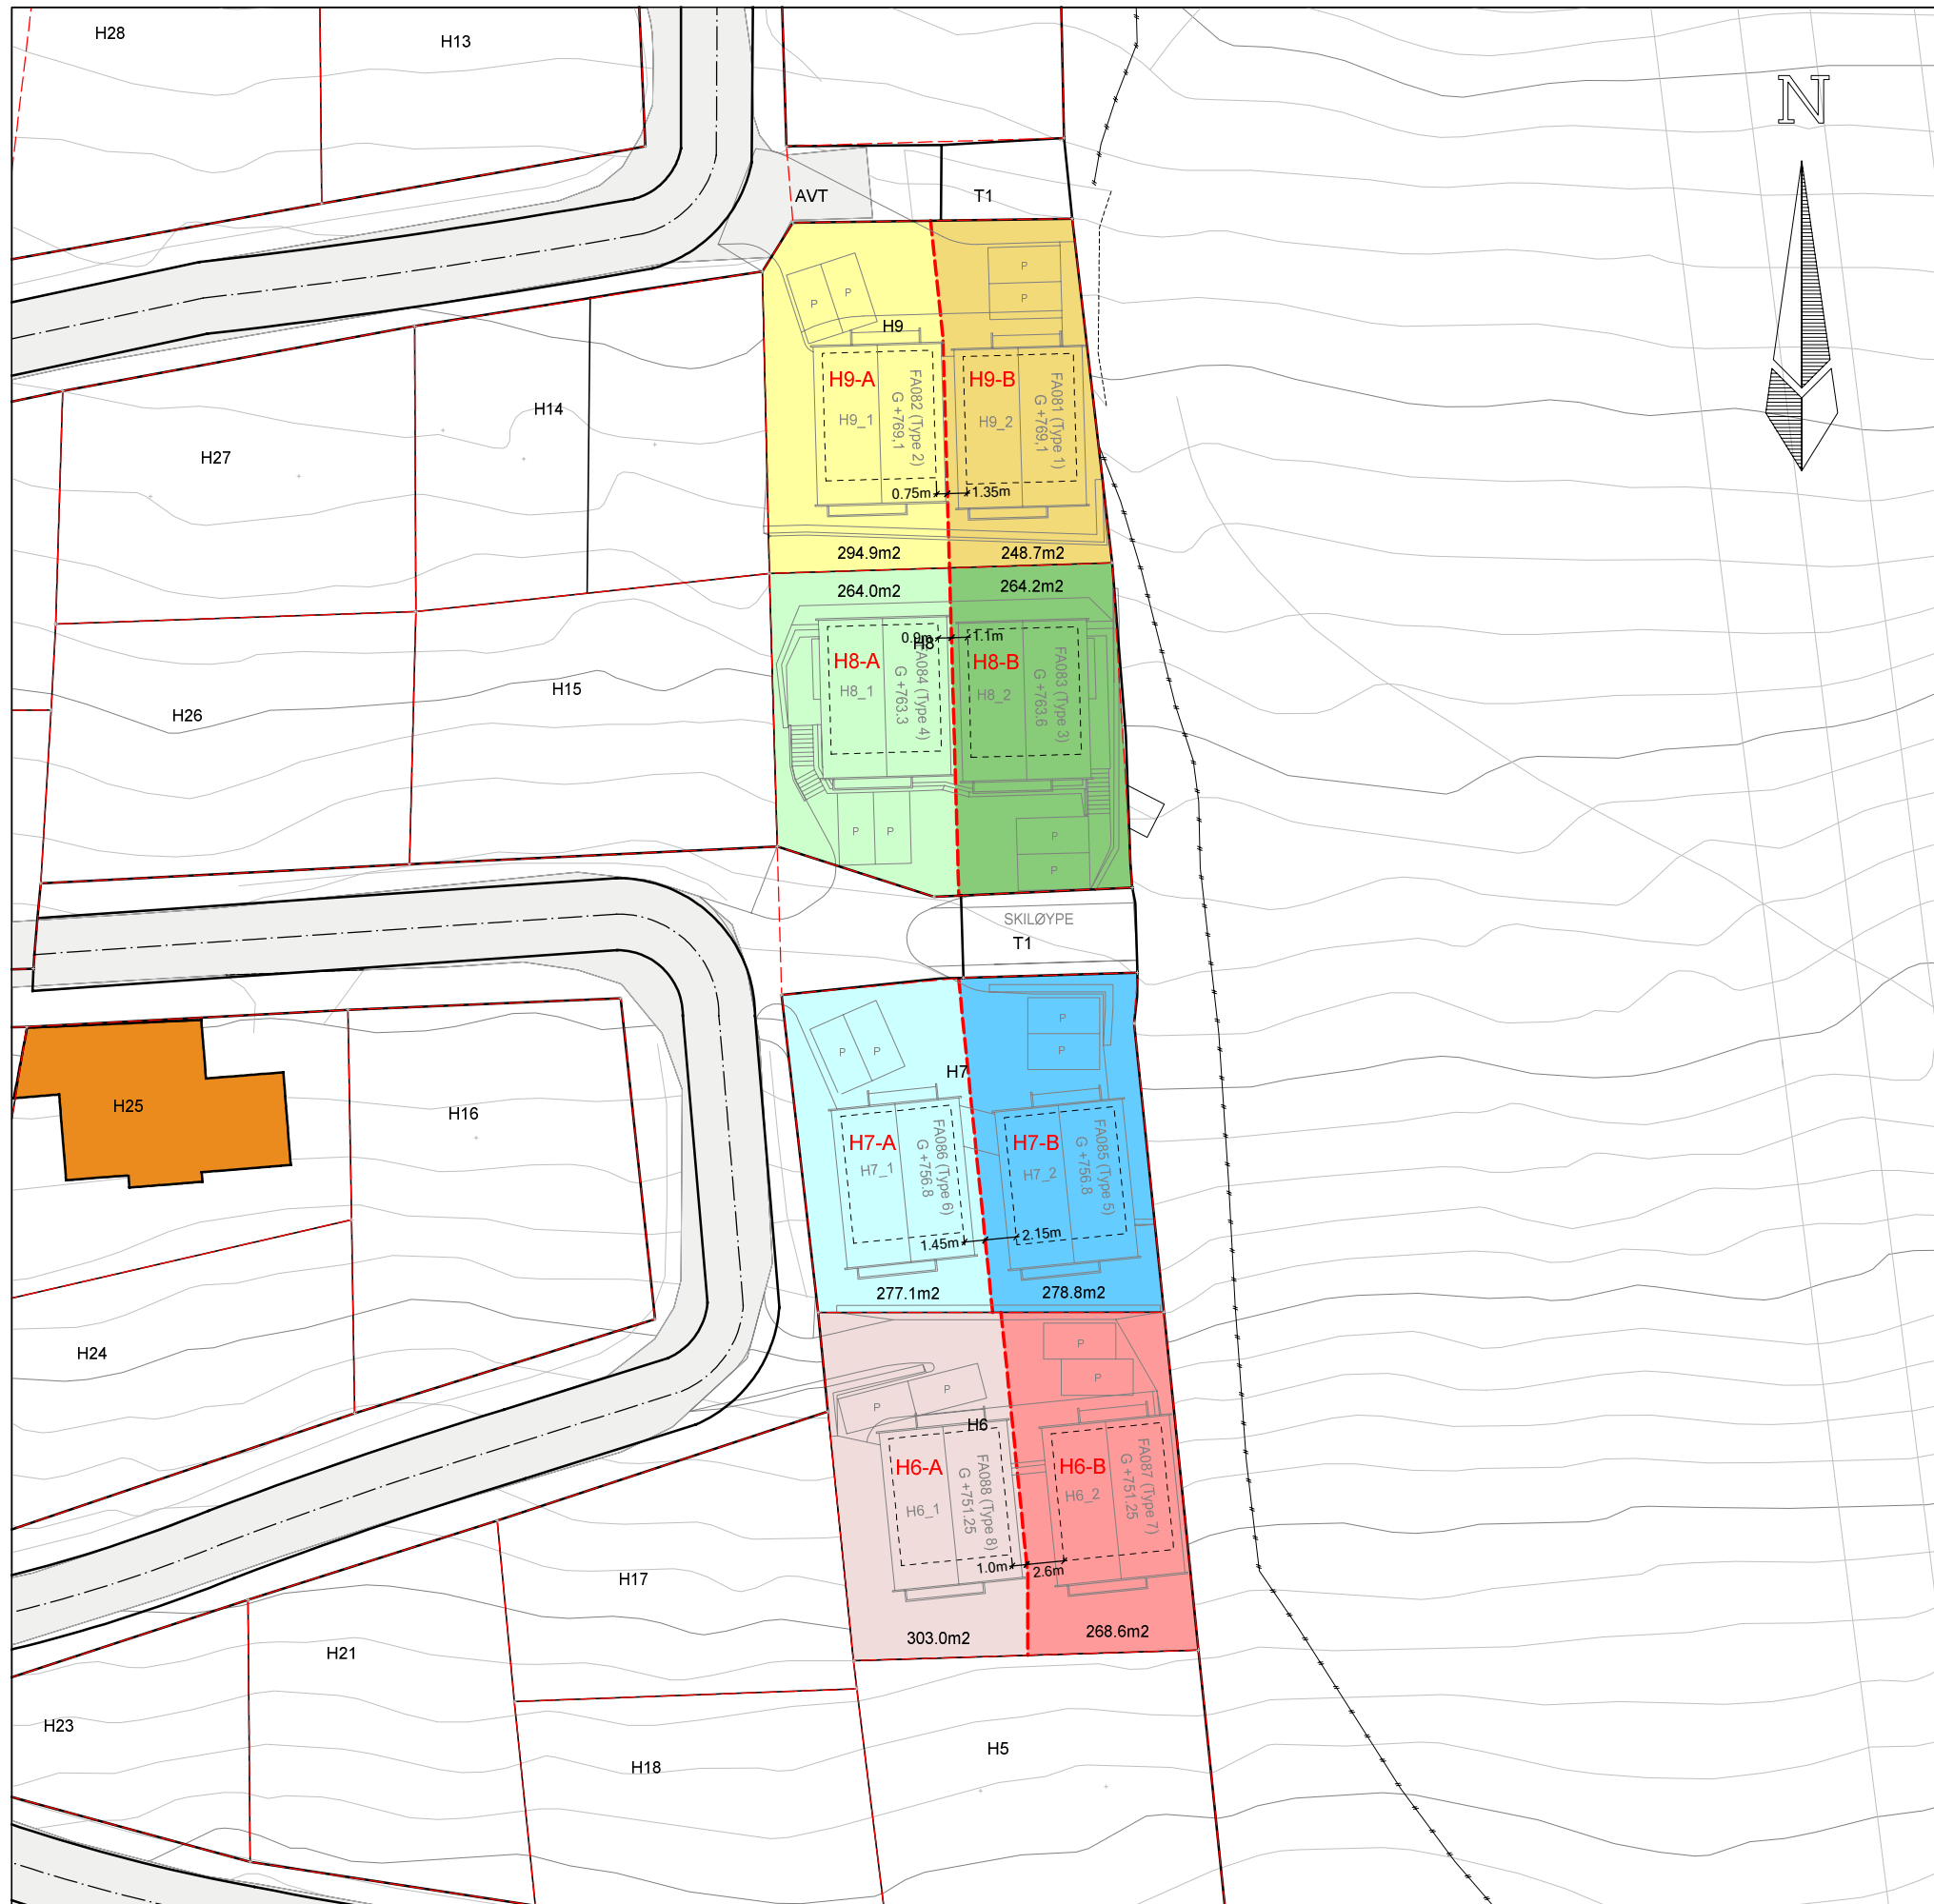 H28
H13
N
AVT
T1
P
P
P
P
H9
H9-A
H9_1
FA082 (Type 2)
G +769,1
H9-B
H9_2
FA081 (Type 1)
G +769,1
H14
H27
0.75m
1.35m
294.9m2
248.7m2
264.0m2
264.2m2
0.9m
H8
1.1m
H8-A
H8_1
A084 (Type 4)
G +763.3
H8-B
H8_2
FA083 (Type 3)
G +763.6
H15
H26
P
P
P
P
SKILØYPE
T1
P
P
P
P
H7
H25
H16
H7-A
H7_1
FA086 (Type 6)
G +756.8
H7-B
H7_2
FA085 (Type 5)
G +756.8
1.45m
2.15m
277.1m2
278.8m2
H24
P
P
P
P
H6
H6-A
H6_1
FA088 (Type 8)
G +751.25
H6-B
H6_2
FA087 (Type 7)
G +751.25
1.0m
2.6m
H17
303.0m2
268.6m2
H21
H23
H18
H5